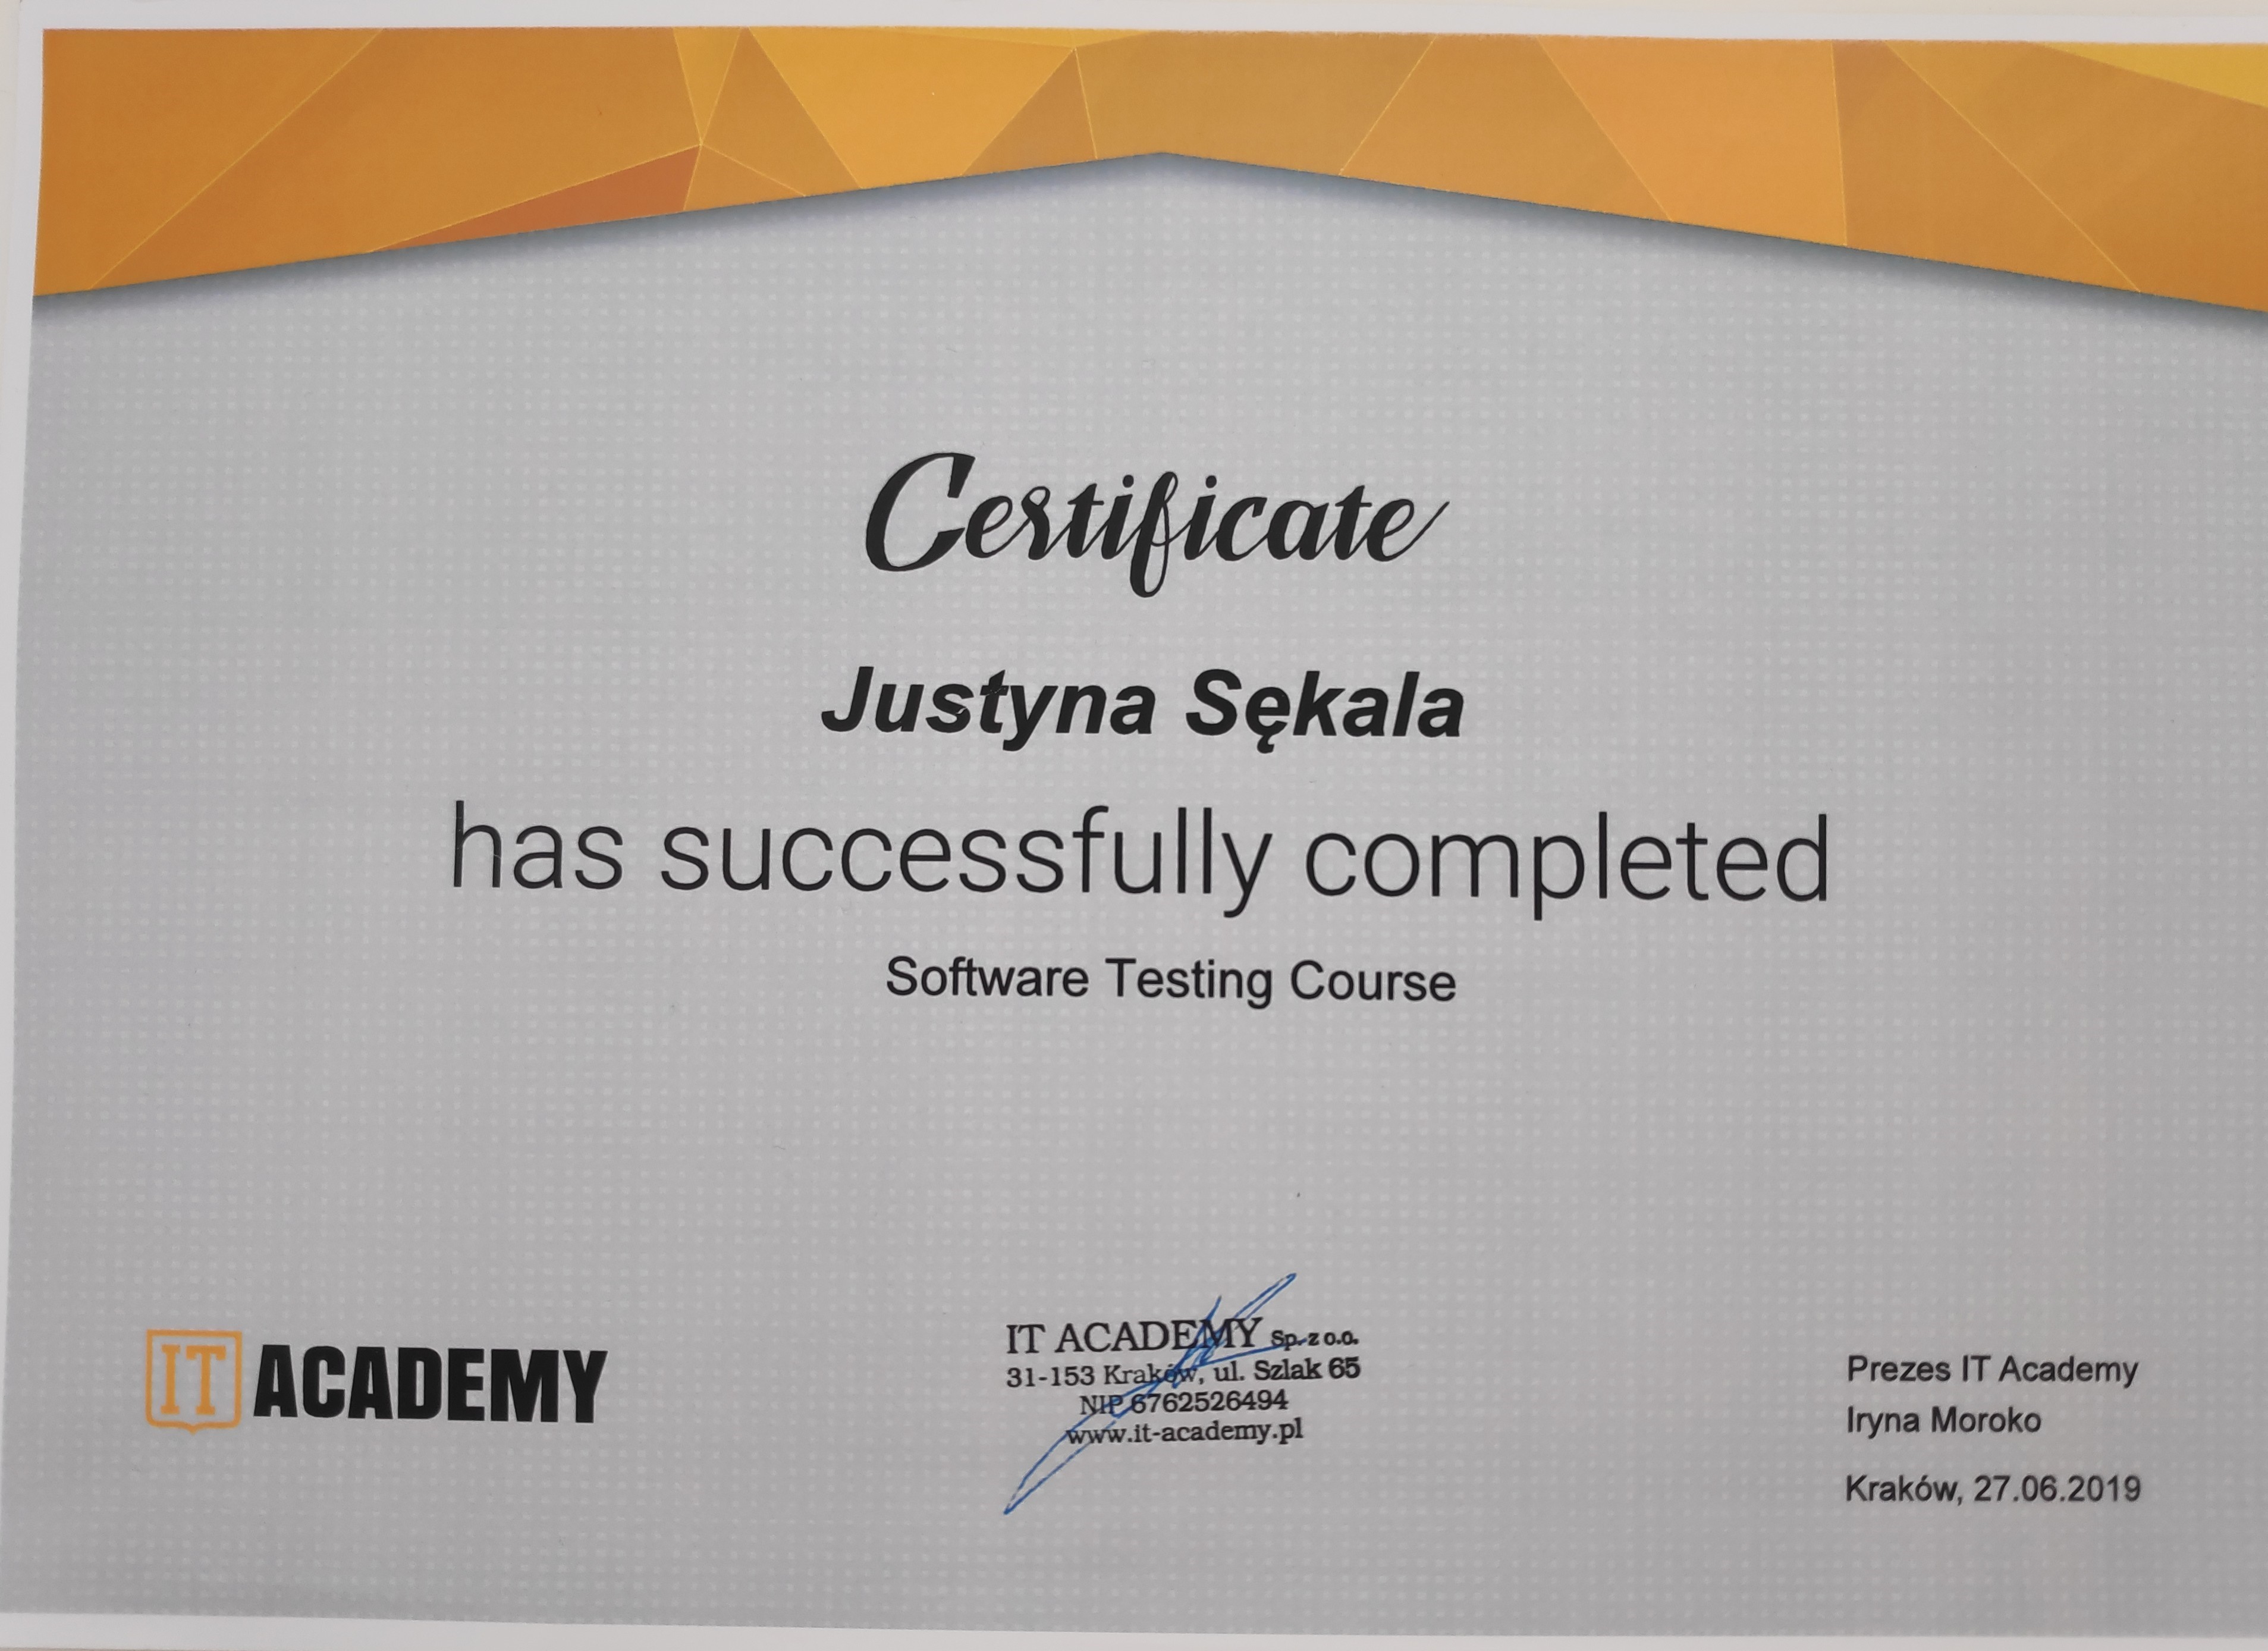 Certificate
Justyna Sękala
has successfully completed
Software Testing Course
IT ACADEMY
IT ACADEMY Sp. z o.o.
31-153 Kraków, ul. Szlak 65
NIP 6762526494
www.it-academy.pl
Prezes IT Academy
Iryna Moroko
Kraków, 27.06.2019